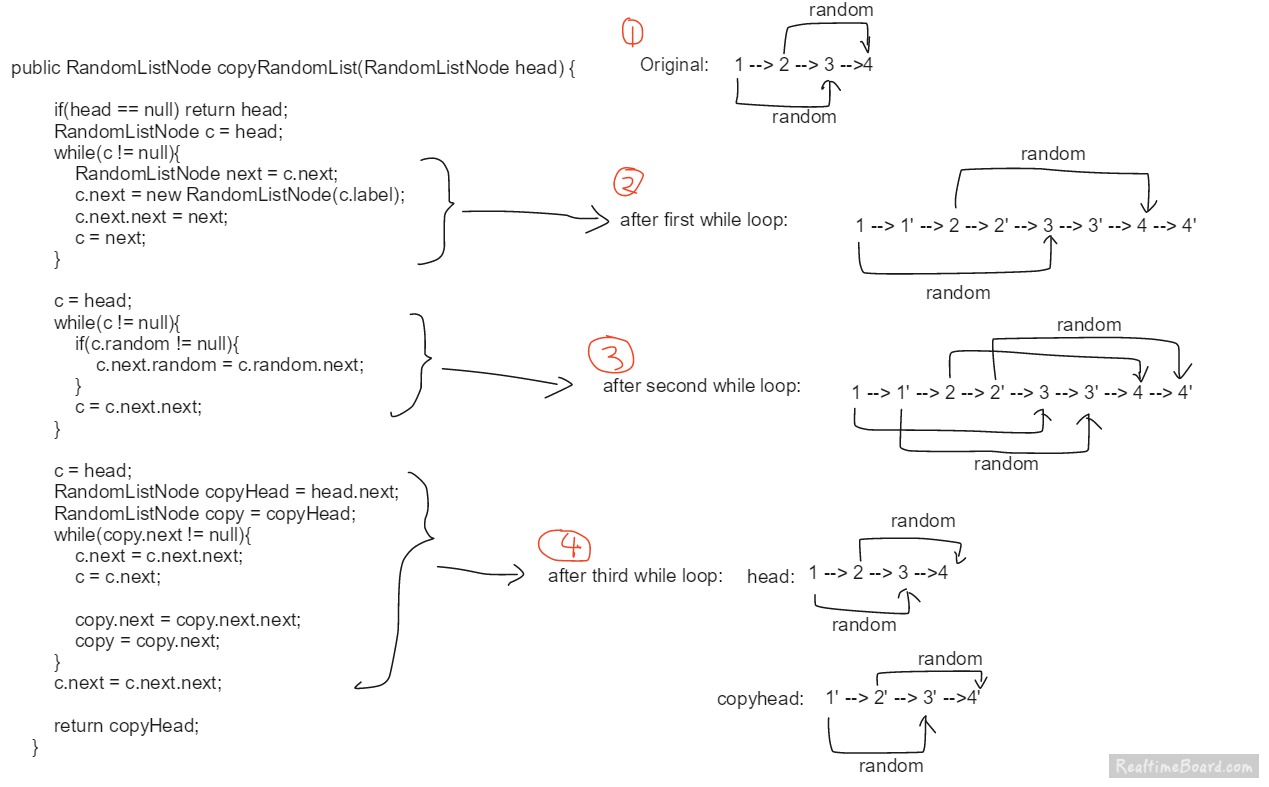 public RandomListNode copyRandomList(RandomListNode head) {
if(head == null) return head;
RandomListNode c = head;
while(c != null){
RandomListNode next = c.next;
c.next = new RandomListNode(c.label);
c.next.next = next;
c = next;
}
c = head;
while(c != null){
if(c.random != null){
c.next.random = c.random.next;
}
c = c.next.next;
}
c = head;
RandomListNode copyHead = head.next;
RandomListNode copy = copyHead;
while(copy.next != null){
c.next = c.next.next;
c = c.next;
copy.next = copy.next.next;
copy = copy.next;
}
c.next = c.next.next;
return copyHead;
}
1
random
Original: 1 --> 2 --> 3 -->4
random
2
random
after first while loop: 1 --> 1' --> 2 --> 2' --> 3 --> 3' --> 4 --> 4'
random
3
random
after second while loop: 1 --> 1' --> 2 --> 2' --> 3 --> 3' --> 4 --> 4'
random
4
random
after third while loop: head: 1 --> 2 --> 3 -->4
random
random
copyhead: 1' --> 2' --> 3' -->4'
random
RealtimeBoard.com